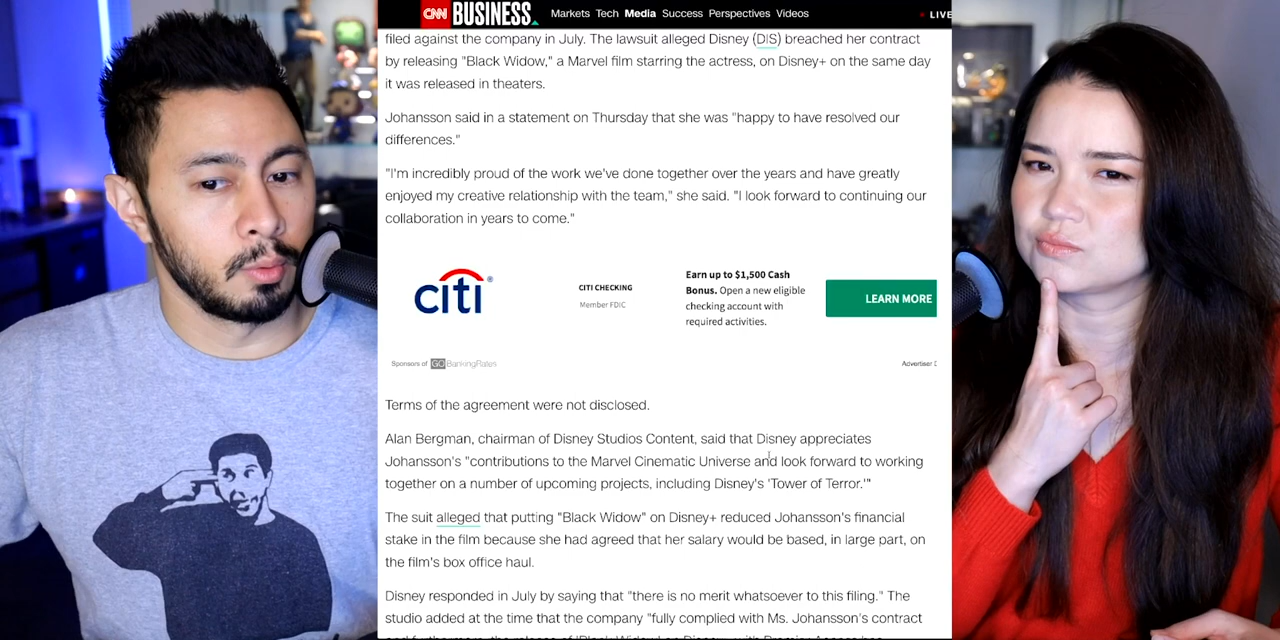 CNN BUSINESS Markets Tech Media Success Perspectives Videos LIVE
filed against the company in July. The lawsuit alleged Disney (DIS) breached her contract
by releasing "Black Widow," a Marvel film starring the actress, on Disney+ on the same day
it was released in theaters.
Johansson said in a statement on Thursday that she was "happy to have resolved our
differences."
"I'm incredibly proud of the work we've done together over the years and have greatly
enjoyed my creative relationship with the team," she said. "I look forward to continuing our
collaboration in years to come."
citi
CITI CHECKING
Member FDIC
Earn up to $1,500 Cash
Bonus. Open a new eligible
checking account with
required activities.
LEARN MORE
Sponsors of GOBankingRates
Advertiser
Terms of the agreement were not disclosed.
Alan Bergman, chairman of Disney Studios Content, said that Disney appreciates
Johansson's "contributions to the Marvel Cinematic Universe and look forward to working
together on a number of upcoming projects, including Disney's 'Tower of Terror.'"
The suit alleged that putting "Black Widow" on Disney+ reduced Johansson's financial
stake in the film because she had agreed that her salary would be based, in large part, on
the film's box office haul.
Disney responded in July by saying that "there is no merit whatsoever to this filing." The
studio added at the time that the company "fully complied with Ms. Johansson's contract